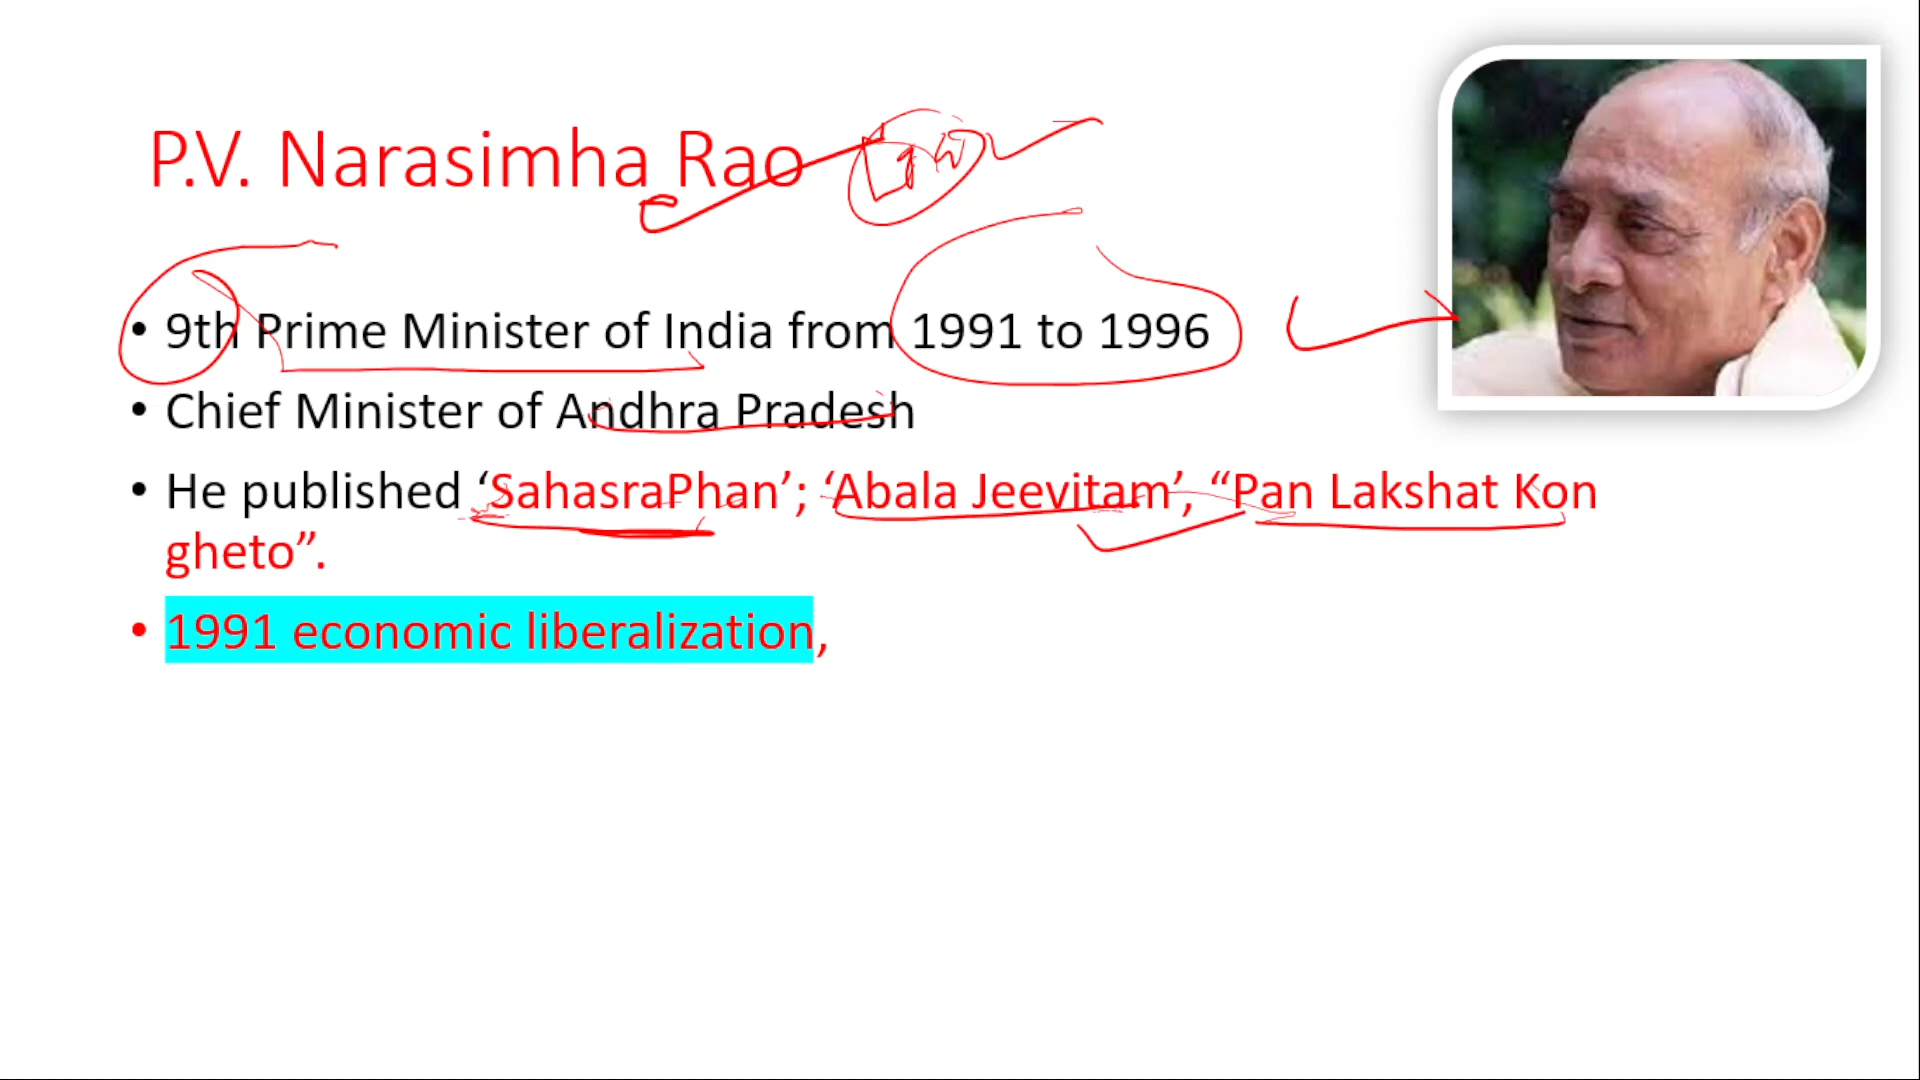 P.V. Narasimha Rao
• 9th Prime Minister of India from 1991 to 1996
• Chief Minister of Andhra Pradesh
• He published ‘SahasraPhan’; ‘Abala Jeevitam’, “Pan Lakshat Kon
gheto”.
• 1991 economic liberalization,